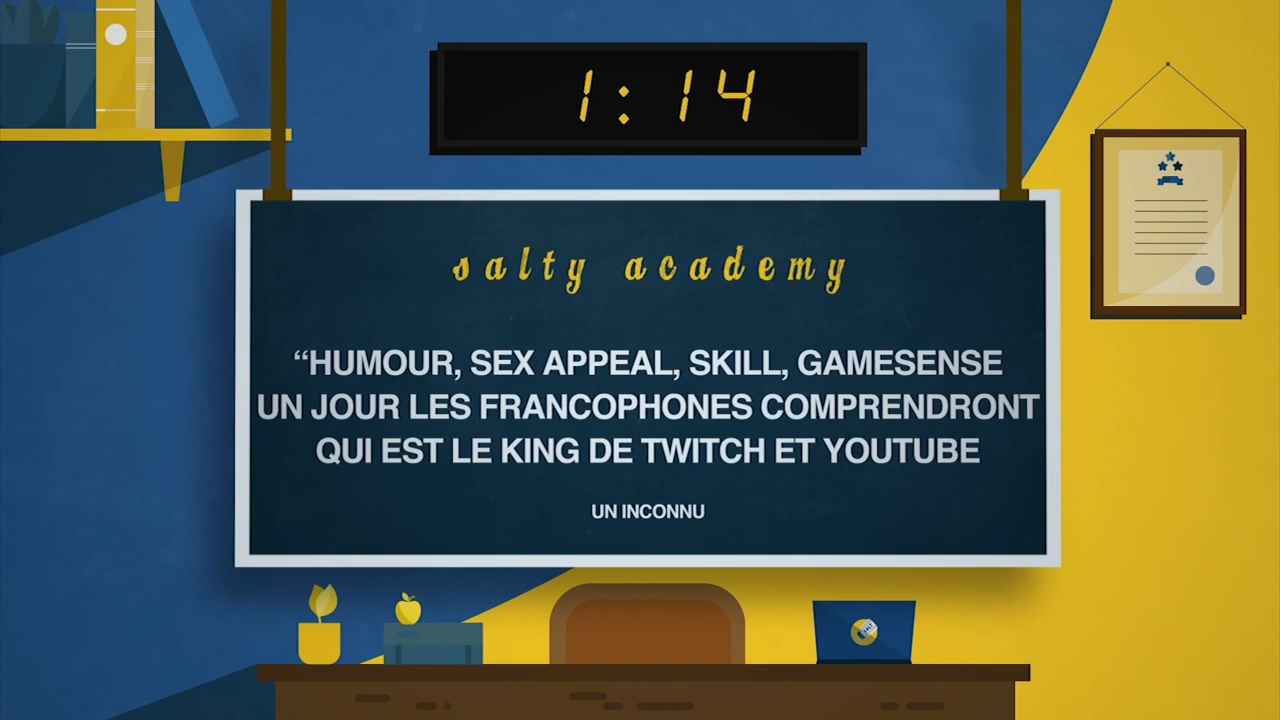 1:14
salty academy
“HUMOUR, SEX APPEAL, SKILL, GAMESENSE
UN JOUR LES FRANCOPHONES COMPRENDRONT
QUI EST LE KING DE TWITCH ET YOUTUBE
UN INCONNU
SALT